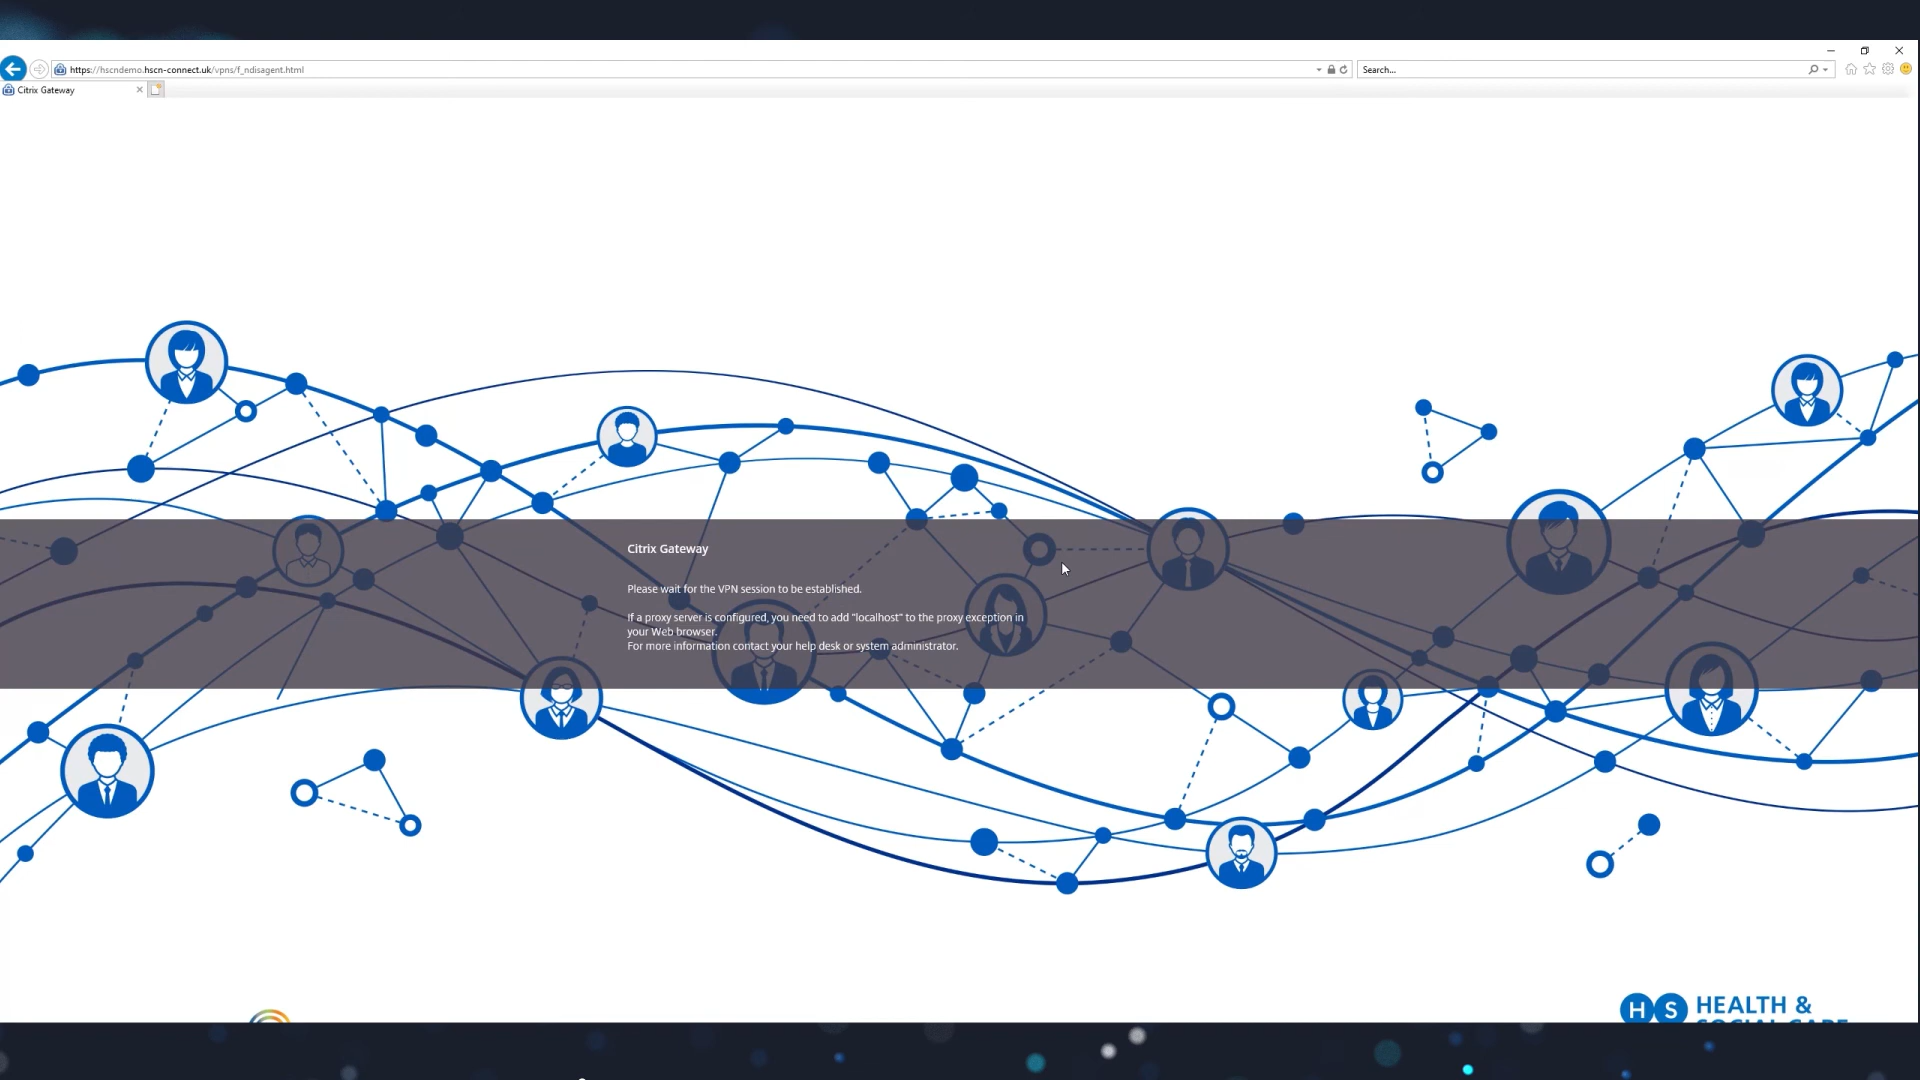 https://hscndemo.hscn-connect.uk/vpns/f_ndisagent.html
Search...
Citrix Gateway
Citrix Gateway
Please wait for the VPN session to be established.
If a proxy server is configured, you need to add "localhost" to the proxy exception in
your Web browser.
For more information contact your help desk or system administrator.
H S HEALTH &
SOCIAL CARE